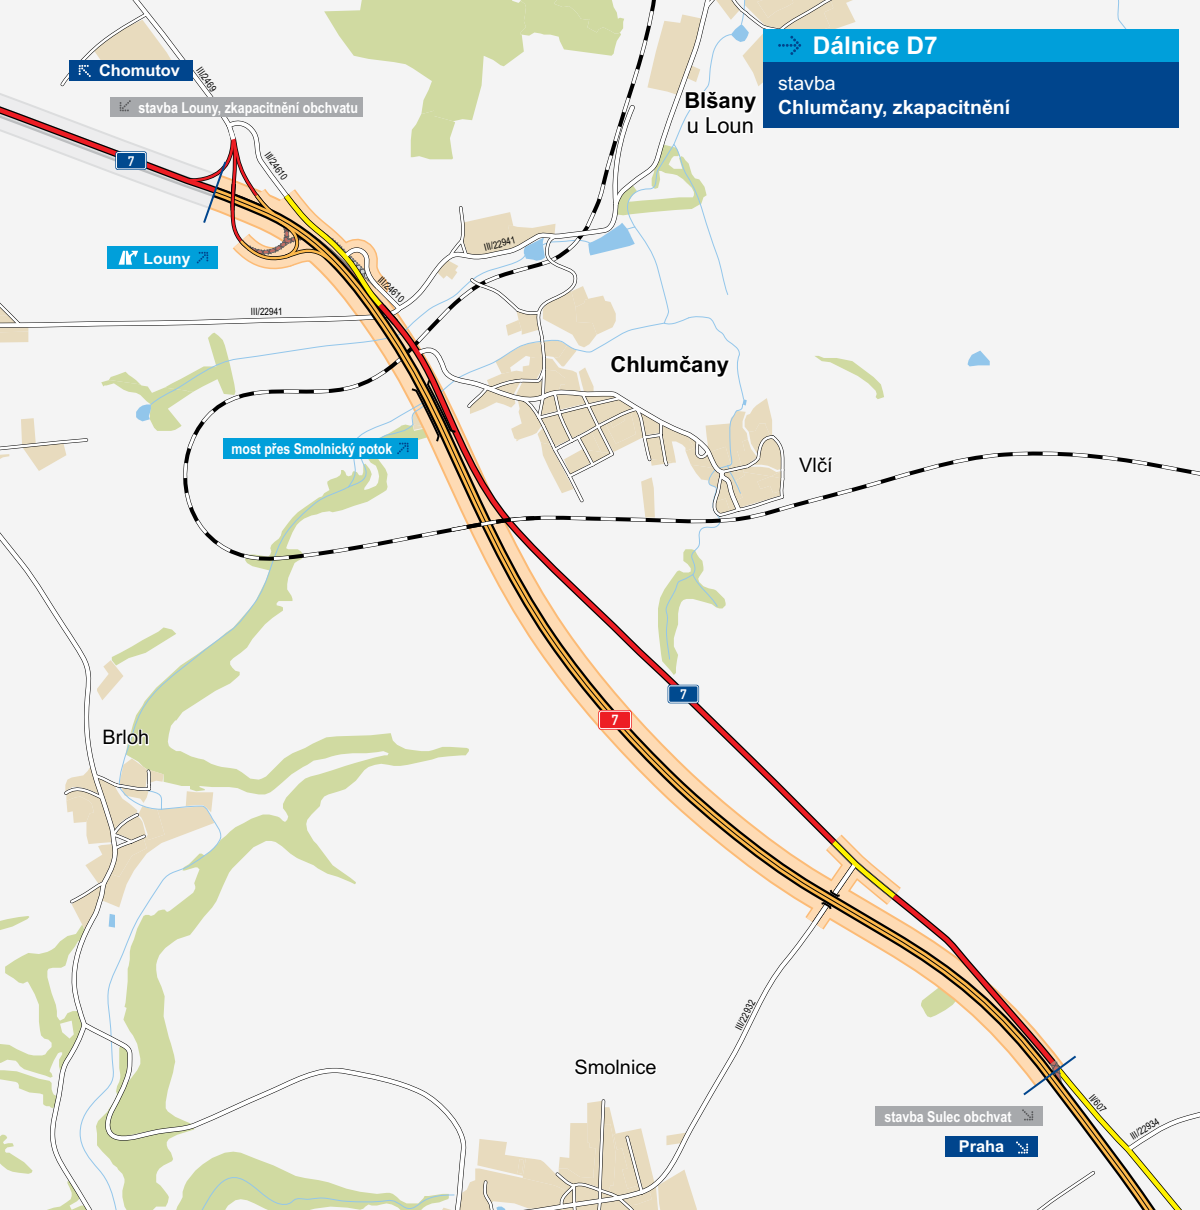 Dálnice D7
stavba
Chlumčany, zkapacitnění
Chomutov
III/2469
stavba Louny, zkapacitnění obchvatu
Blšany
u Loun
7
III/24610
III/22941
Louny
III/24610
III/22941
Chlumčany
most přes Smolnický potok
Vlčí
7
7
Brloh
III/22932
Smolnice
II/607
stavba Sulec obchvat
III/22934
Praha